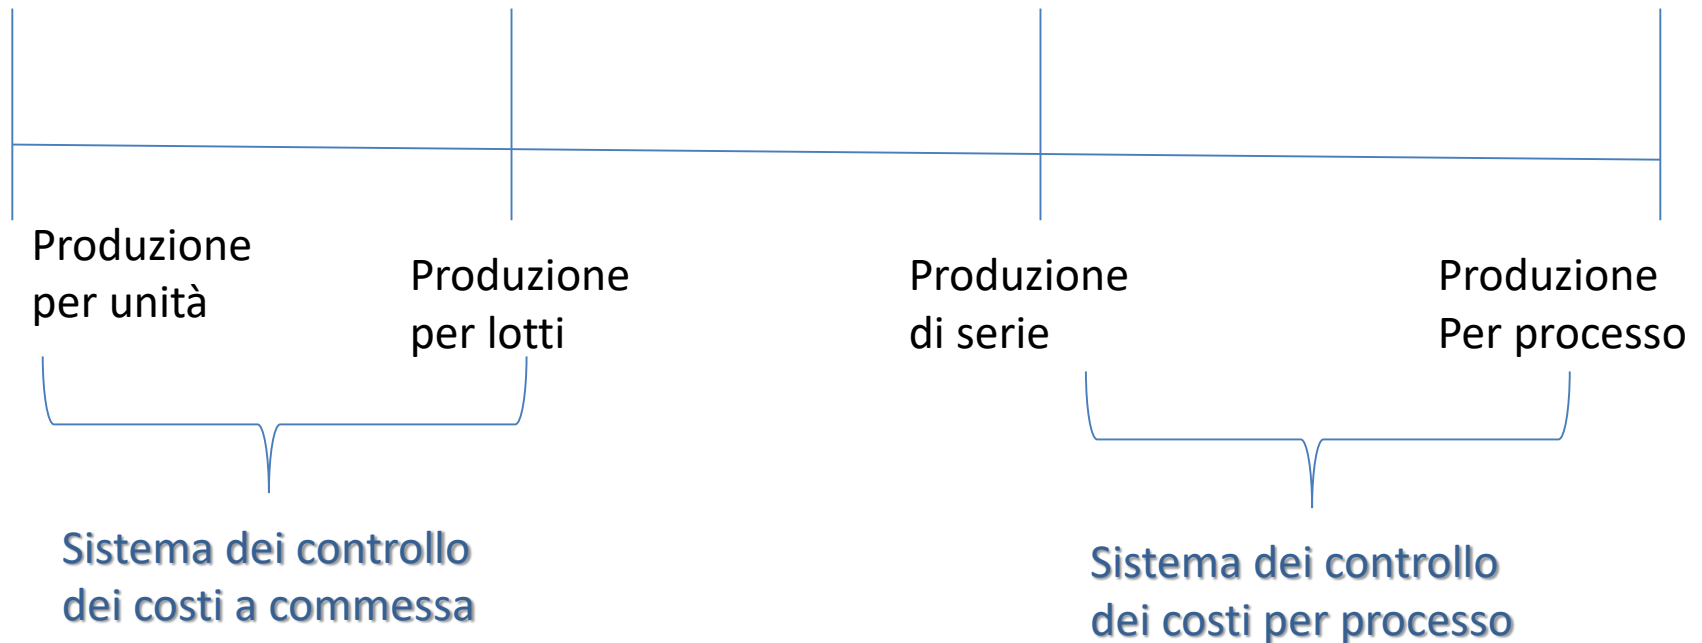 Produzione
per unità
Produzione
per lotti
Produzione
di serie
Produzione
Per processo
Sistema dei controllo
dei costi a commessa
Sistema dei controllo
dei costi per processo